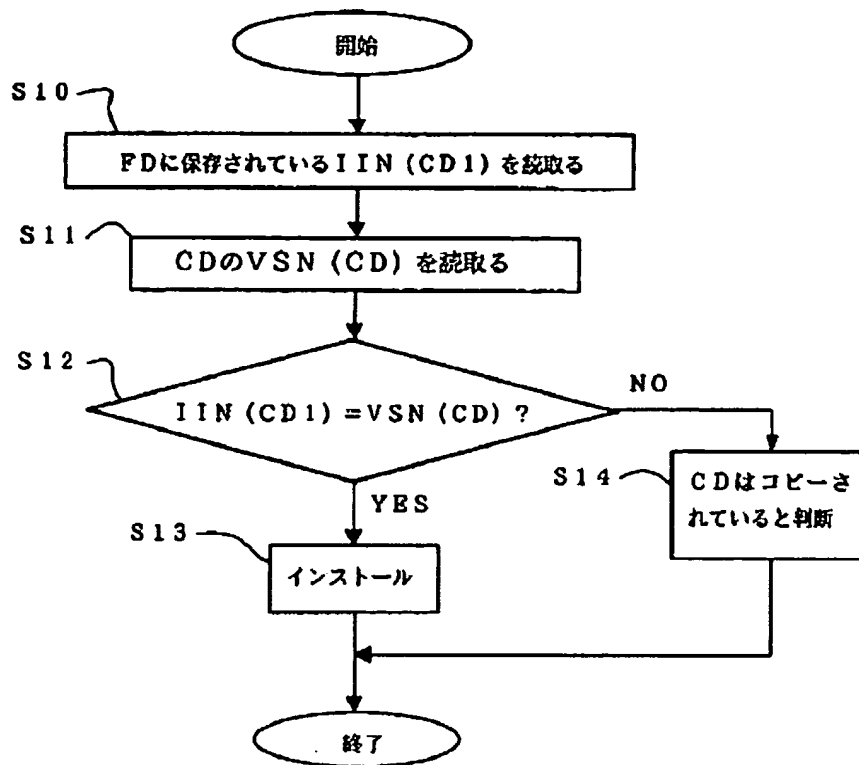 開始
S10
FDに保存されているIIN(CD1)を読取る
S11
CDのVSN(CD)を読取る
S12
IIN(CD1)=VSN(CD)?
NO
S14
CDはコピーさ
れていると判断
YES
S13
インストール
終了